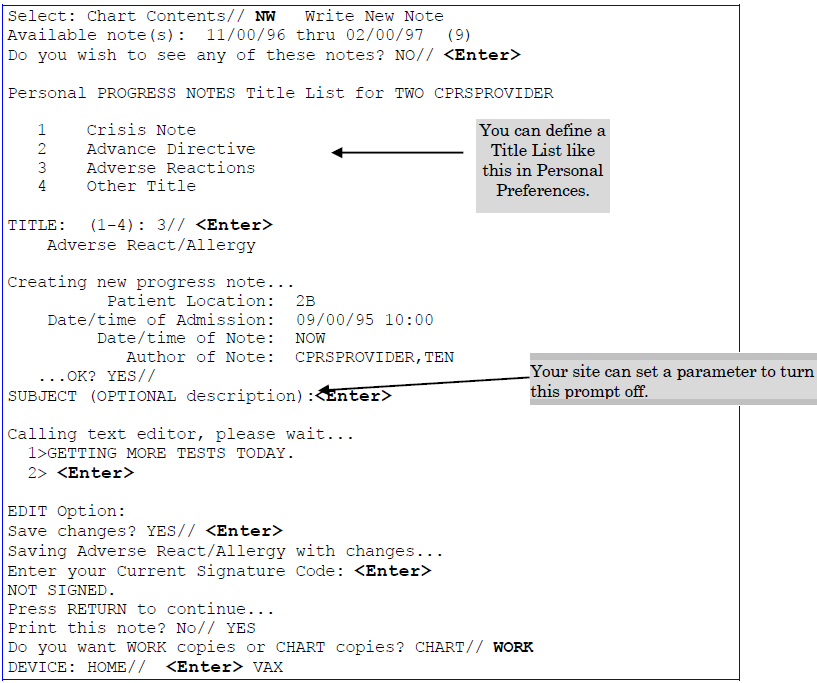 Select: Chart Contents// NW   Write New Note
Available note(s):  11/00/96 thru 02/00/97  (9)
Do you wish to see any of these notes? NO// <Enter>
Personal PROGRESS NOTES Title List for TWO CPRSPROVIDER
1    Crisis Note
2    Advance Directive
3    Adverse Reactions
4    Other Title
You can define a
Title List like
this in Personal
Preferences.
TITLE:  (1-4): 3// <Enter>
Adverse React/Allergy
Creating new progress note...
Patient Location:  2B
Date/time of Admission:  09/00/95 10:00
Date/time of Note:  NOW
Author of Note:  CPRSPROVIDER,TEN
...OK? YES//
SUBJECT (OPTIONAL description):<Enter>
Your site can set a parameter to turn
this prompt off.
Calling text editor, please wait...
1>GETTING MORE TESTS TODAY.
2> <Enter>
EDIT Option:
Save changes? YES// <Enter>
Saving Adverse React/Allergy with changes...
Enter your Current Signature Code: <Enter>
NOT SIGNED.
Press RETURN to continue...
Print this note? No// YES
Do you want WORK copies or CHART copies? CHART// WORK
DEVICE: HOME//  <Enter> VAX